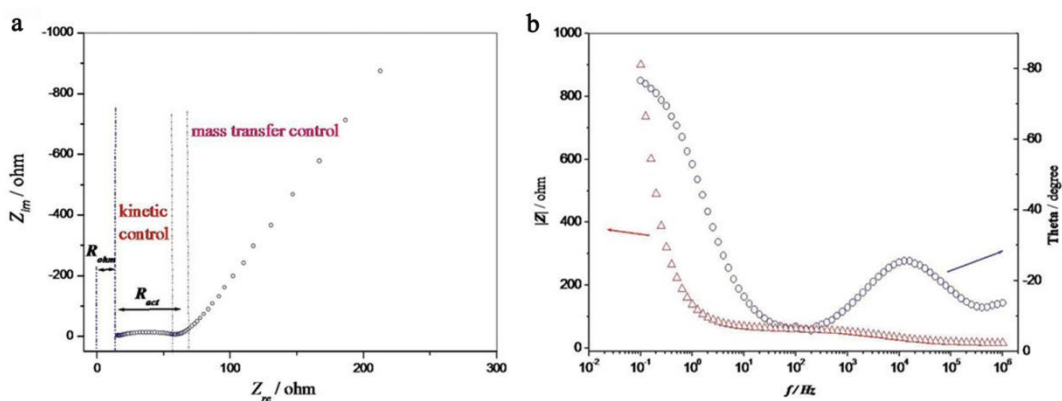 a
-1000
-800
-600
-400
-200
0
Z_im / ohm
mass transfer control
kinetic
control
R_ohm
R_act
0
100
200
300
Z_re / ohm
b
1000
800
600
400
200
0
|Z| / ohm
-80
-60
-40
-20
0
Theta / degree
10^-2
10^-1
10^0
10^1
10^2
10^3
10^4
10^5
10^6
f / Hz